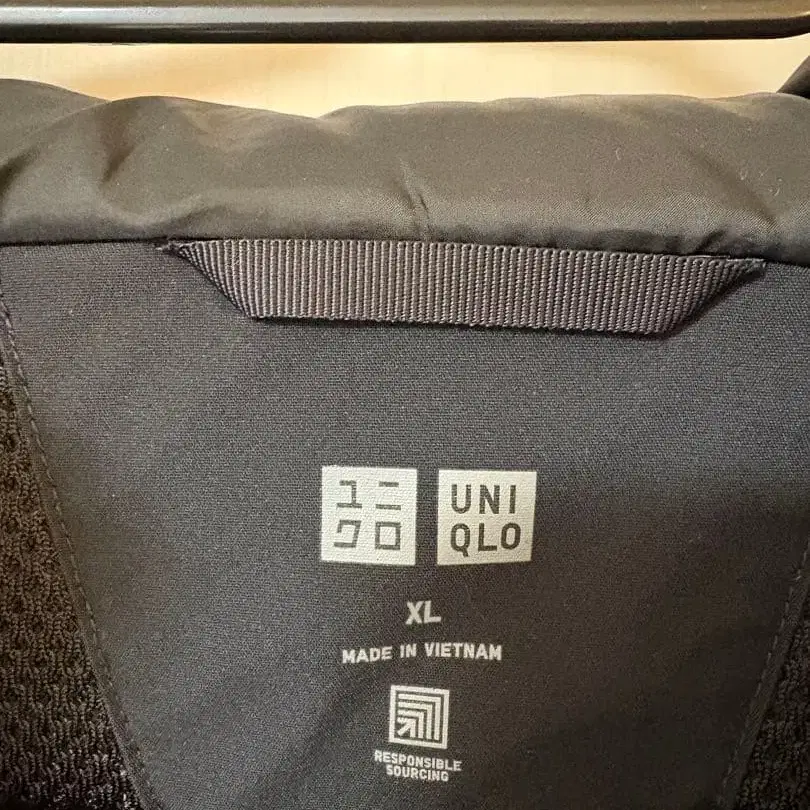 ユニ
クロ
UNI
QLO
XL
MADE IN VIETNAM
RESPONSIBLE
SOURCING